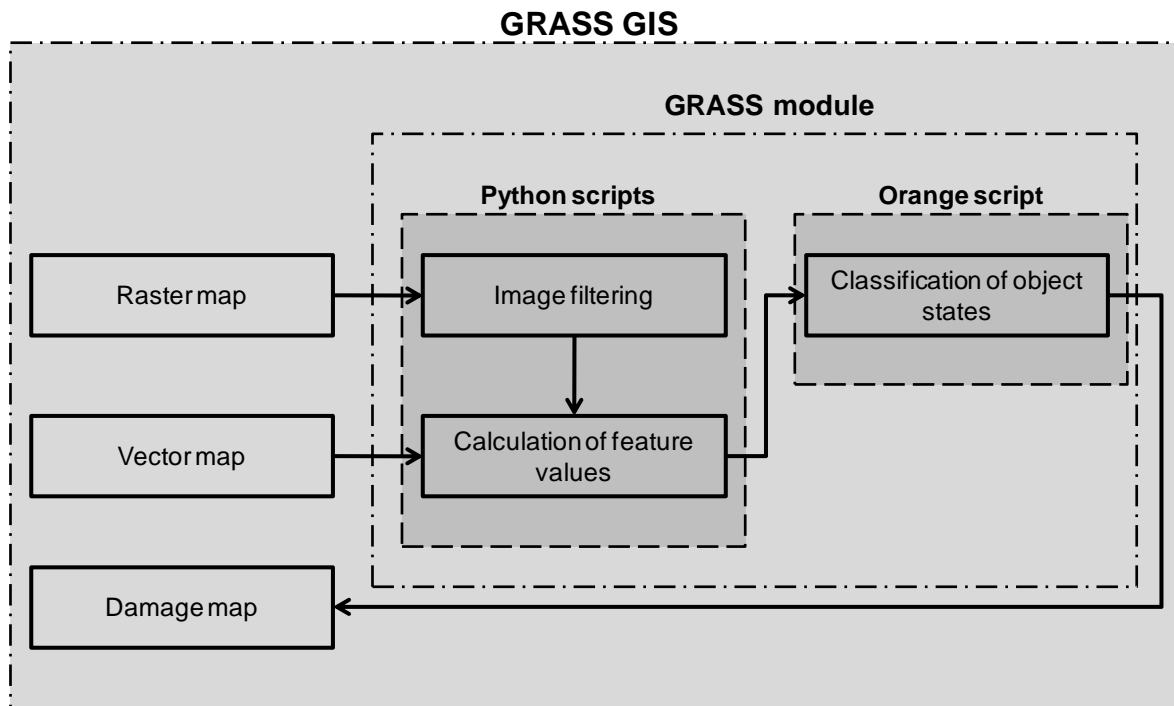 GRASS GIS
GRASS module
Python scripts
Orange script
Raster map
Image filtering
Classification of object
states
Vector map
Calculation of feature
values
Damage map